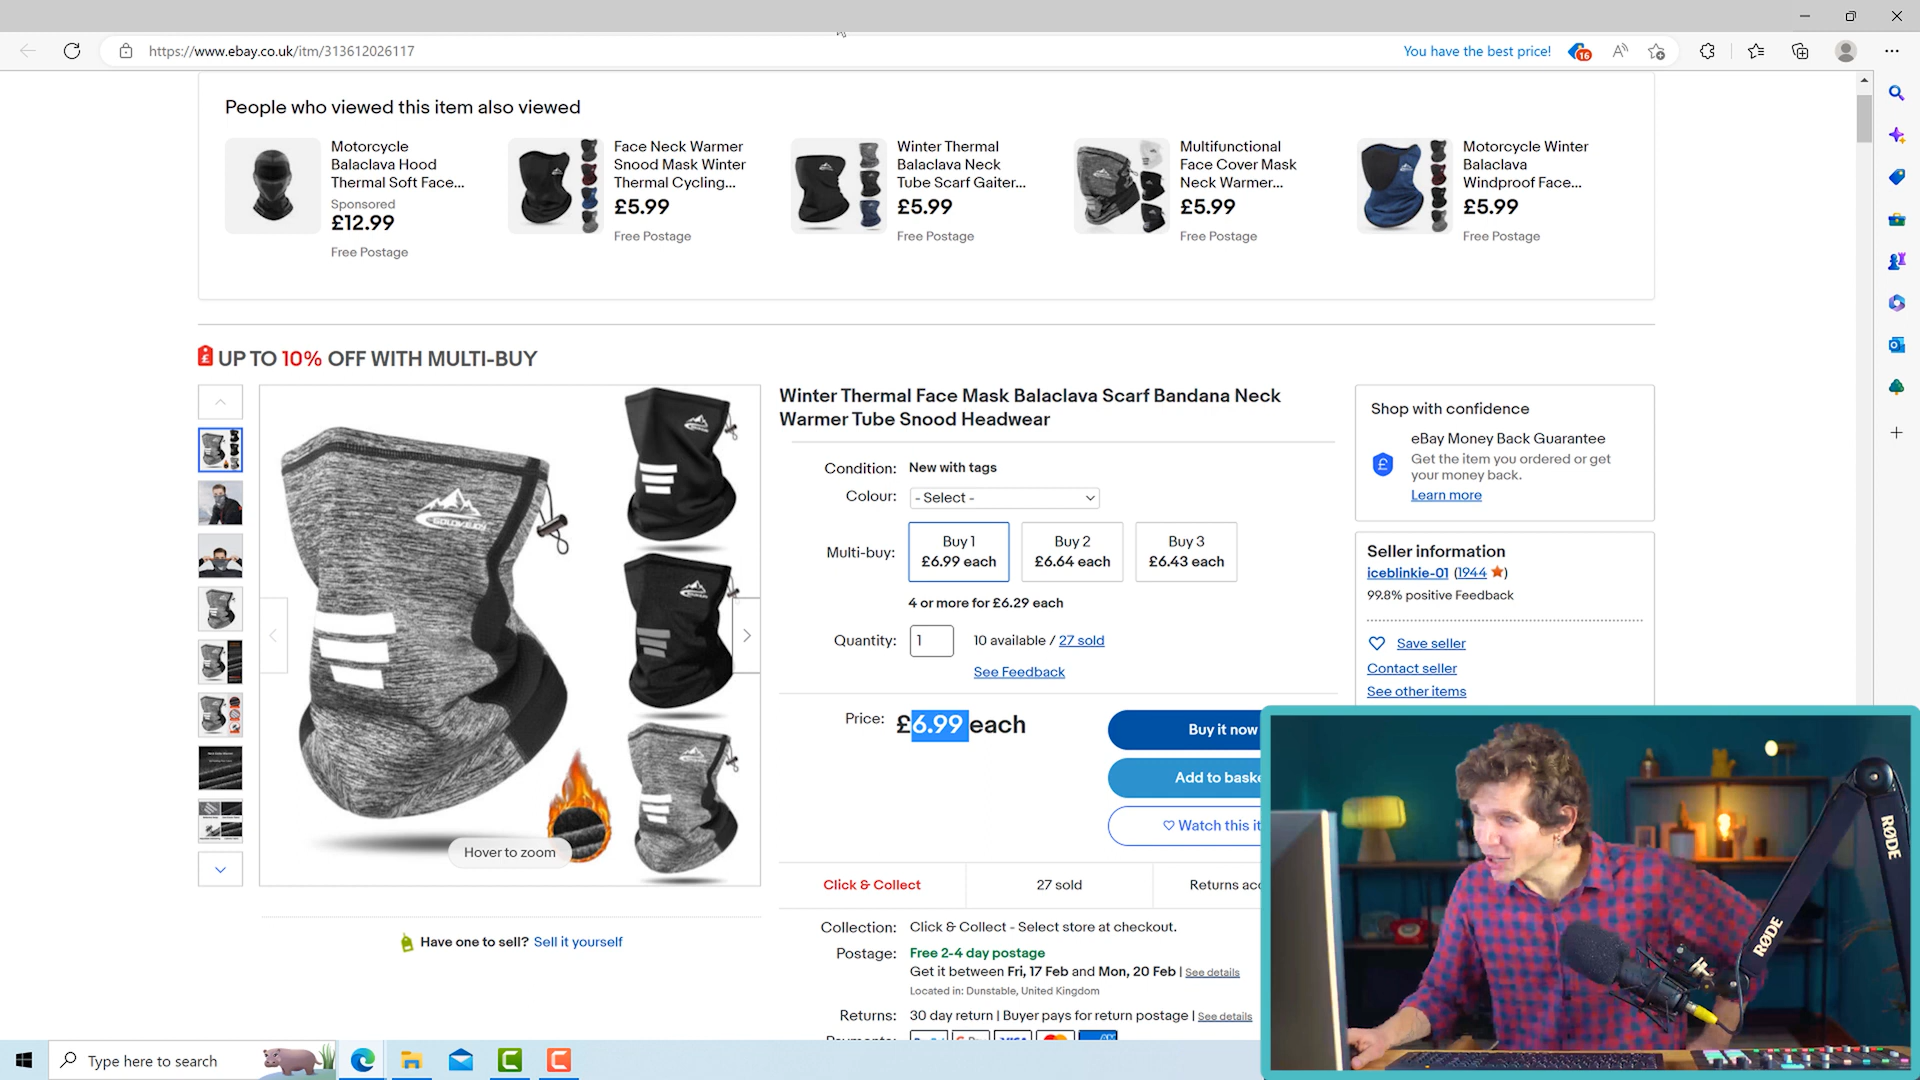 https://www.ebay.co.uk/itm/313612026117
You have the best price!
16
People who viewed this item also viewed
Motorcycle
Balaclava Hood
Thermal Soft Face...
Sponsored
£12.99
Free Postage
Face Neck Warmer
Snood Mask Winter
Thermal Cycling...
£5.99
Free Postage
Winter Thermal
Balaclava Neck
Tube Scarf Gaiter...
£5.99
Free Postage
Multifunctional
Face Cover Mask
Neck Warmer...
£5.99
Free Postage
Motorcycle Winter
Balaclava
Windproof Face...
£5.99
Free Postage
UP TO 10% OFF WITH MULTI-BUY
Hover to zoom
Have one to sell? Sell it yourself
Winter Thermal Face Mask Balaclava Scarf Bandana Neck
Warmer Tube Snood Headwear
Condition: New with tags
Colour: - Select -
Multi-buy:
Buy 1
£6.99 each
Buy 2
£6.64 each
Buy 3
£6.43 each
4 or more for £6.29 each
Quantity: 1 10 available / 27 sold
See Feedback
Price: £6.99 each
Buy it now
Add to baske
Watch this it
Click & Collect
27 sold
Returns acc
Collection: Click & Collect - Select store at checkout.
Postage: Free 2-4 day postage
Get it between Fri, 17 Feb and Mon, 20 Feb | See details
Located in: Dunstable, United Kingdom
Returns: 30 day return | Buyer pays for return postage | See details
Shop with confidence
eBay Money Back Guarantee
Get the item you ordered or get
your money back.
Learn more
Seller information
iceblinkie-01 (1944)
99.8% positive Feedback
Save seller
Contact seller
See other items
RØDE
RØDE
Type here to search